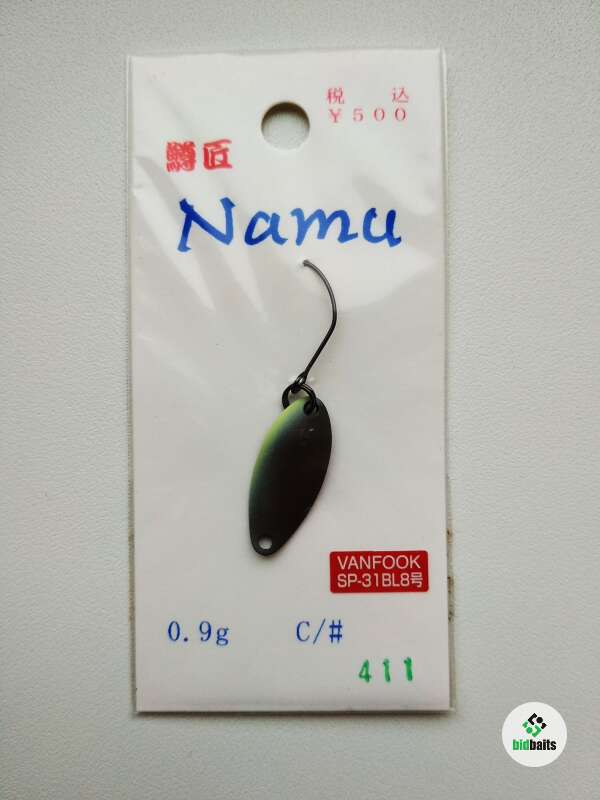 税 込
￥500
鱒匠
Namu
VANFOOK
SP-31BL8号
0.9g C/#
411
bidbaits